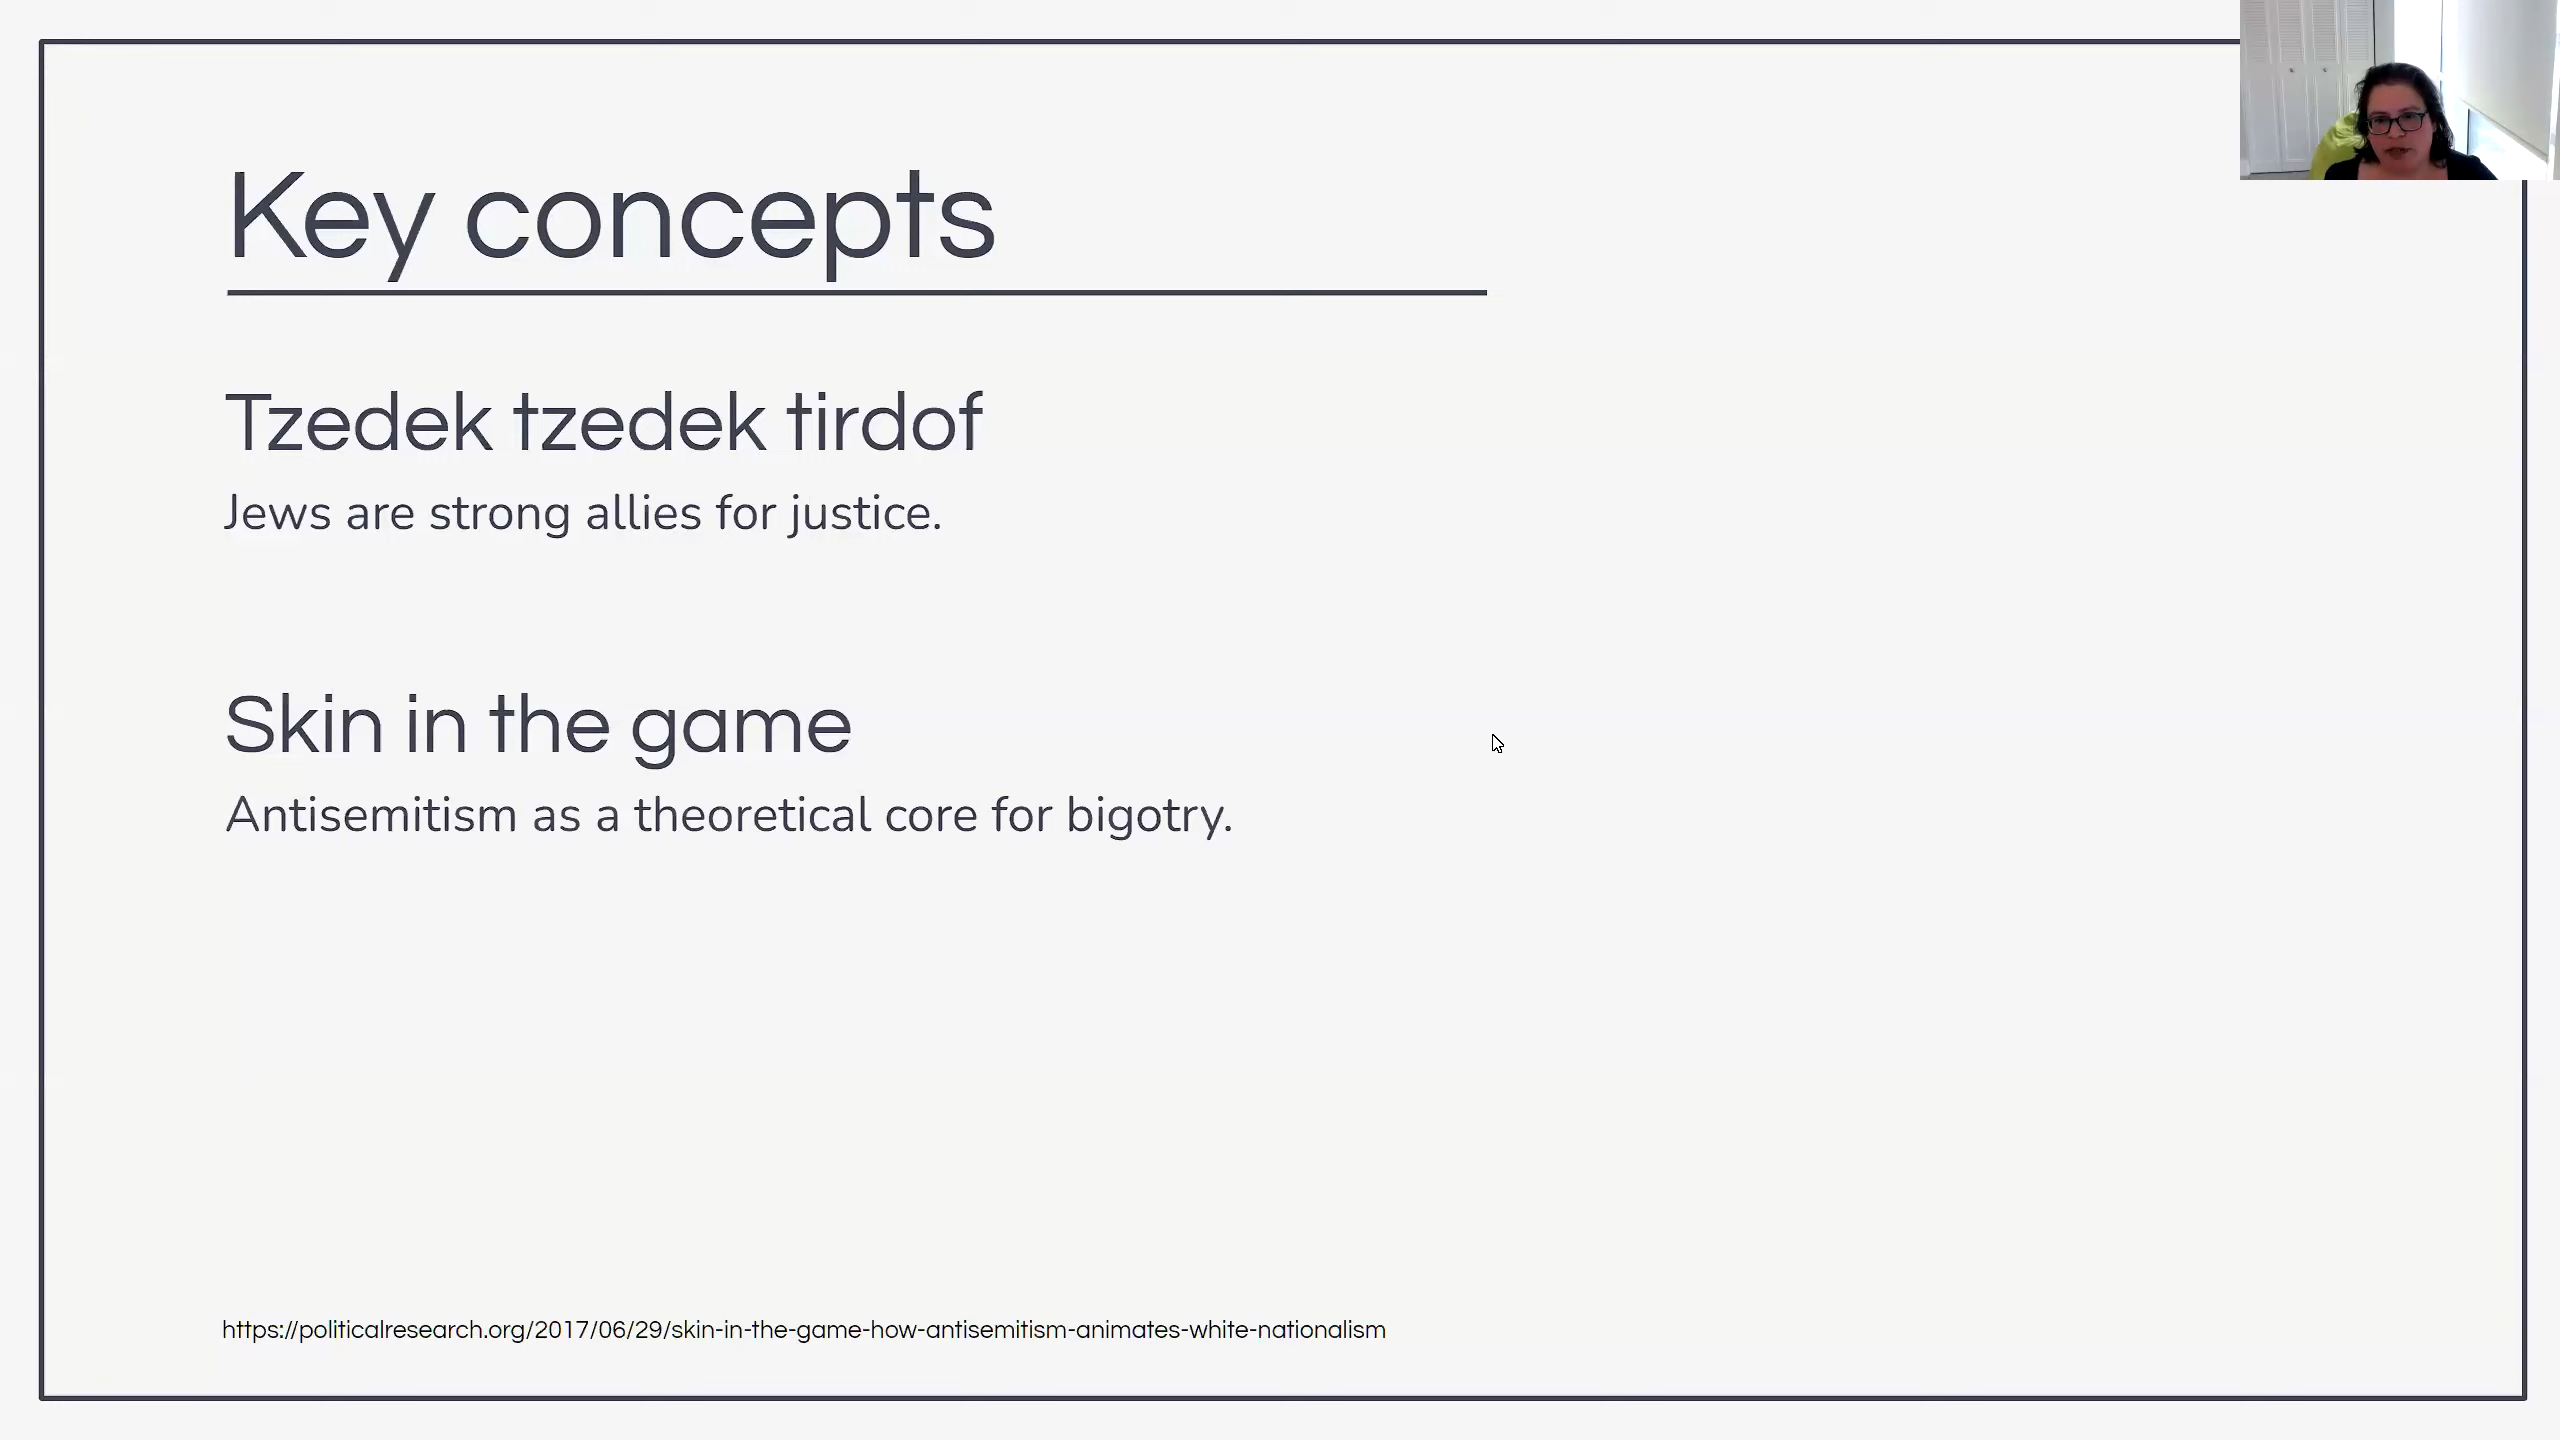 Key concepts
Tzedek tzedek tirdof
Jews are strong allies for justice.
Skin in the game
Antisemitism as a theoretical core for bigotry.
https://politicalresearch.org/2017/06/29/skin-in-the-game-how-antisemitism-animates-white-nationalism